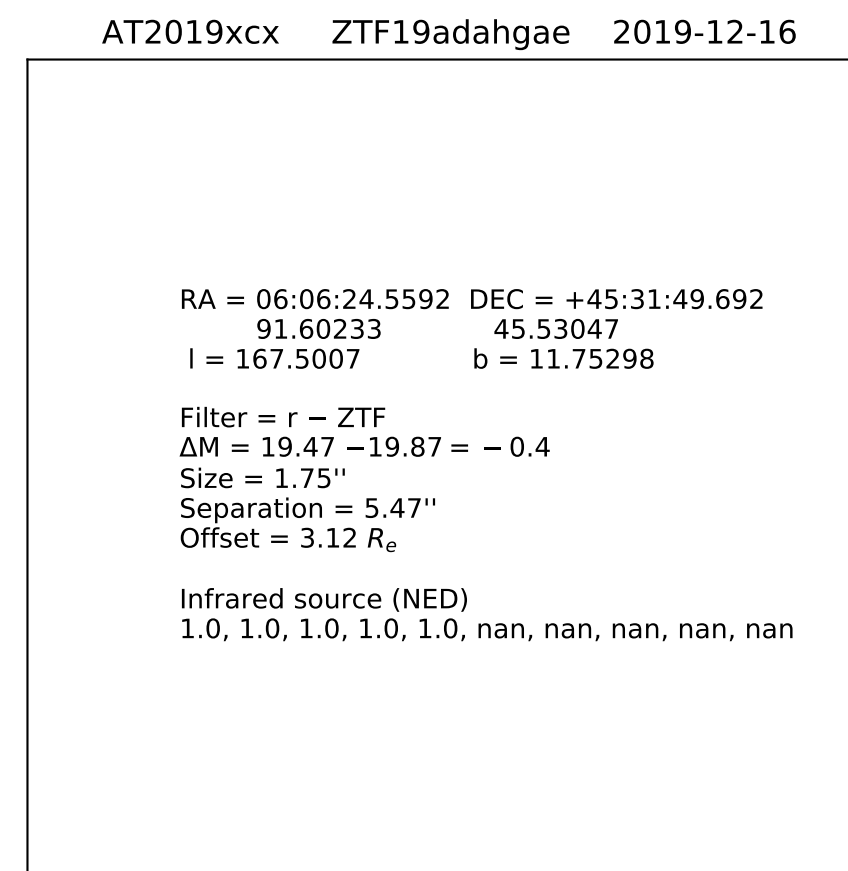 AT2019xcx ZTF19adahgae 2019-12-16
RA = 06:06:24.5592 DEC = +45:31:49.692
91.60233 45.53047
l = 167.5007 b = 11.75298
Filter = r − ZTF
ΔM = 19.47 −19.87 = − 0.4
Size = 1.75''
Separation = 5.47''
Offset = 3.12 Re
Infrared source (NED)
1.0, 1.0, 1.0, 1.0, 1.0, nan, nan, nan, nan, nan